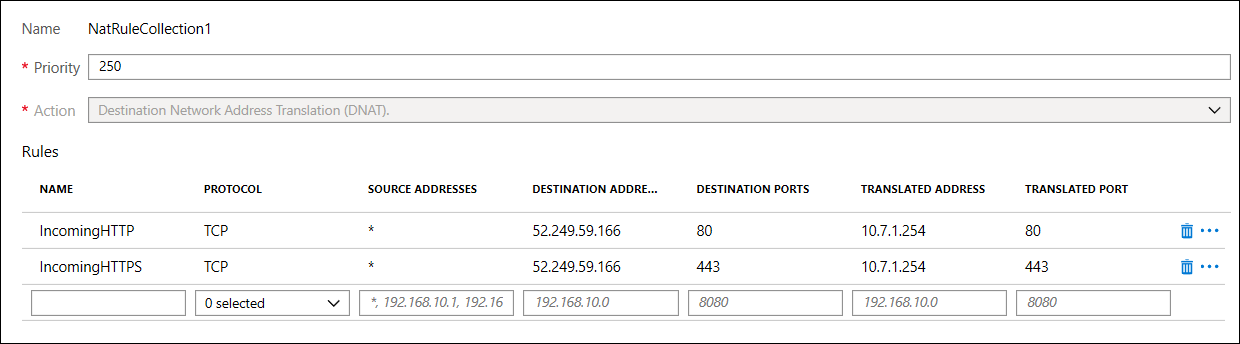 Name NatRuleCollection1
* Priority 250
* Action Destination Network Address Translation (DNAT).
Rules
NAME PROTOCOL SOURCE ADDRESSES DESTINATION ADDRE... DESTINATION PORTS TRANSLATED ADDRESS TRANSLATED PORT
IncomingHTTP TCP * 52.249.59.166 80 10.7.1.254 80
IncomingHTTPS TCP * 52.249.59.166 443 10.7.1.254 443
0 selected *, 192.168.10.1, 192.16 192.168.10.0 8080 192.168.10.0 8080